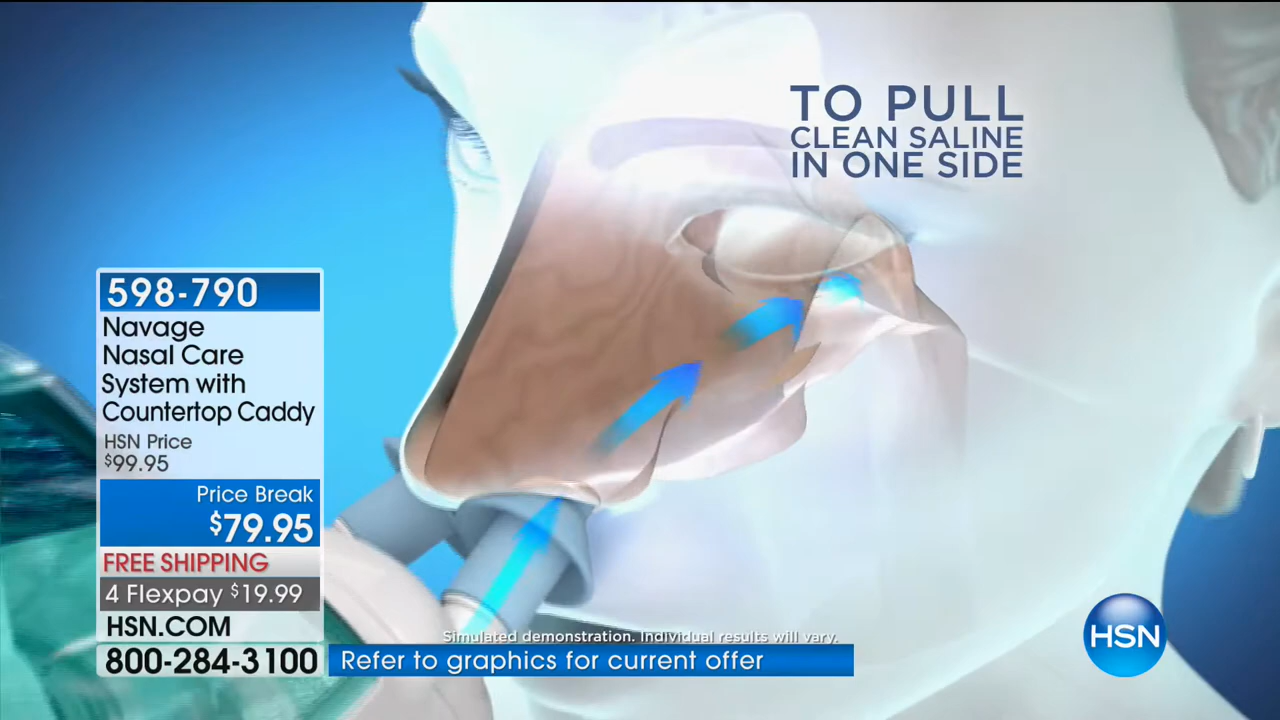 TO PULL
CLEAN SALINE
IN ONE SIDE
598-790
Navage
Nasal Care
System with
Countertop Caddy
HSN Price
$99.95
Price Break
$79.95
FREE SHIPPING
4 Flexpay $19.99
HSN.COM
800-284-3100
Simulated demonstration. Individual results will vary.
Refer to graphics for current offer
HSN